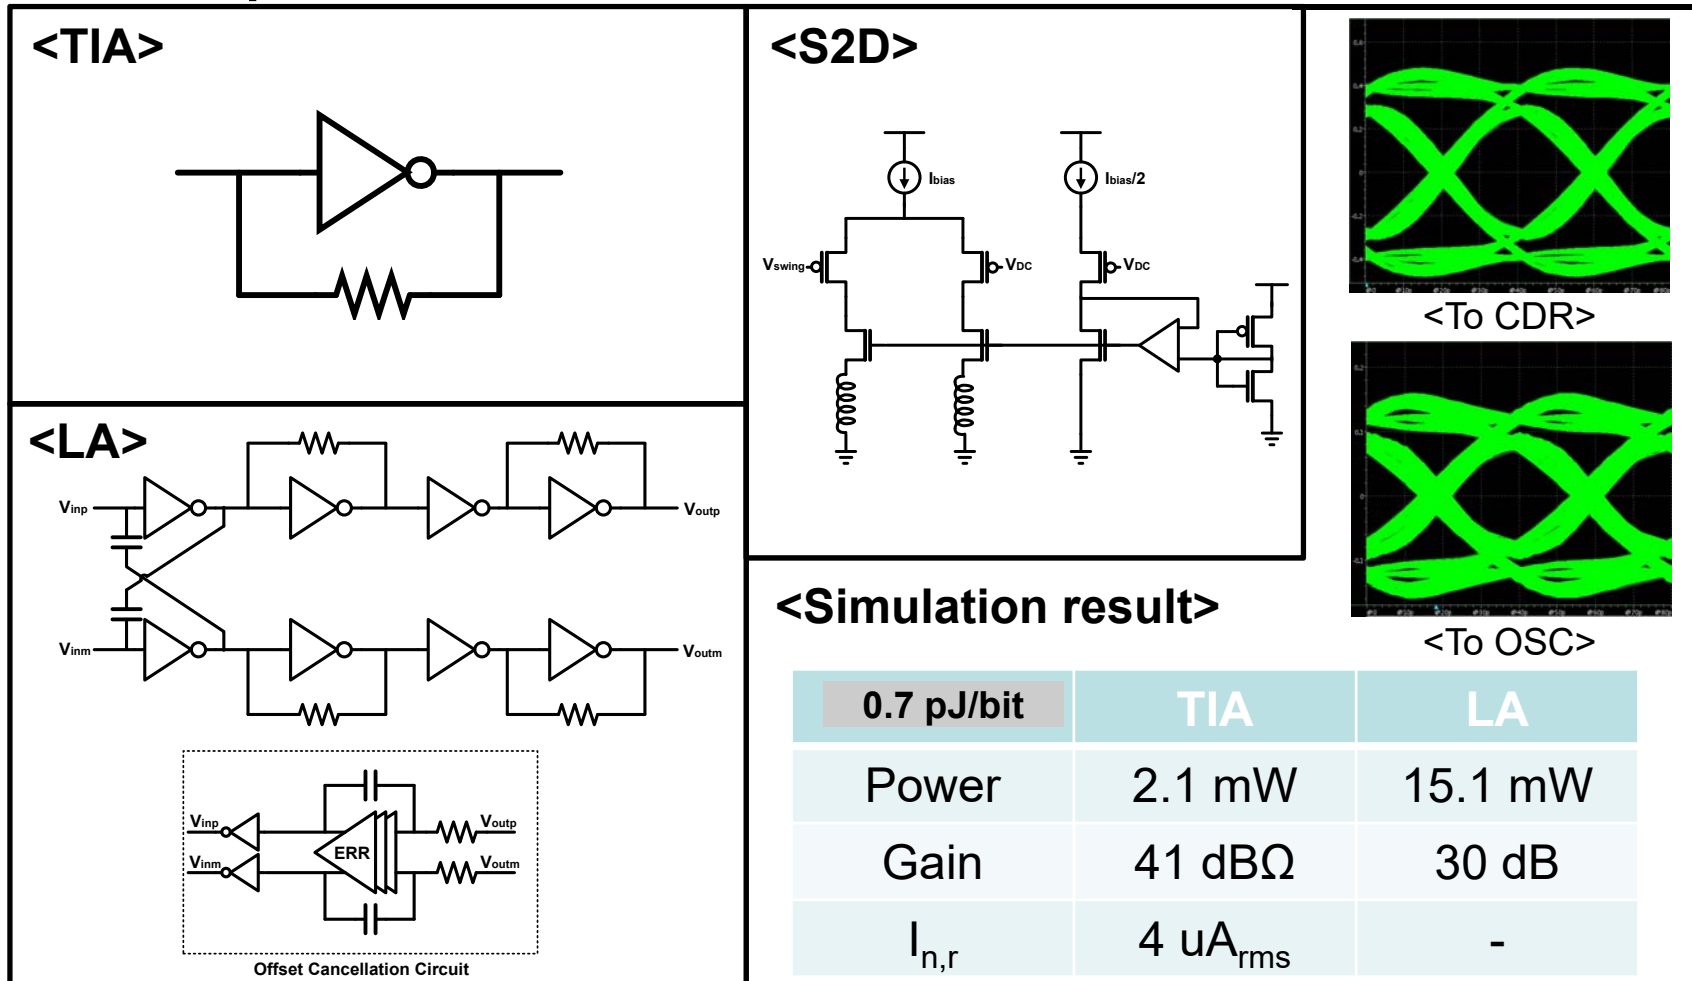 <TIA>
<S2D>
Ibias
Ibias/2
Vswing
VDC
VDC
<To CDR>
<LA>
Vinp
Voutp
Vinm
Voutm
Vinp
Voutp
ERR
Vinm
Voutm
Offset Cancellation Circuit
<To OSC>
<Simulation result>
0.7 pJ/bit TIA LA
Power 2.1 mW 15.1 mW
Gain 41 dBΩ 30 dB
In,r 4 uArms -